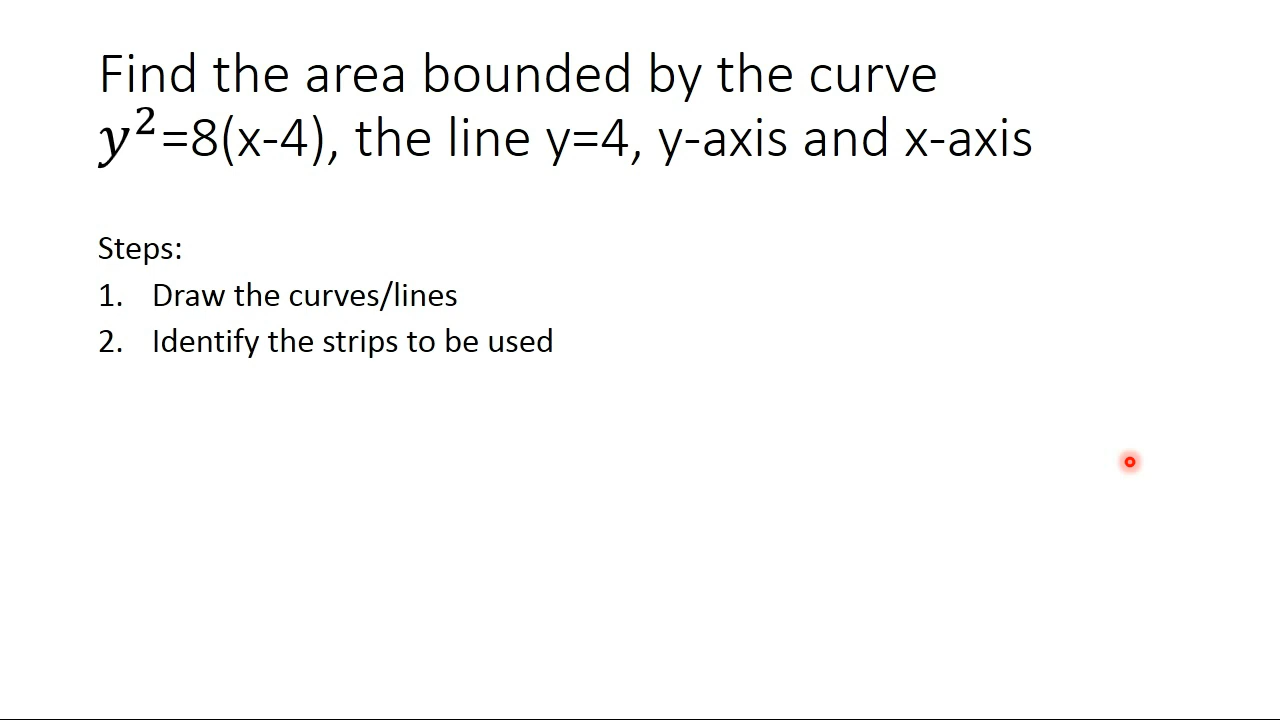 Find the area bounded by the curve
𝑦²=8(x-4), the line y=4, y-axis and x-axis
Steps:
1. Draw the curves/lines
2. Identify the strips to be used